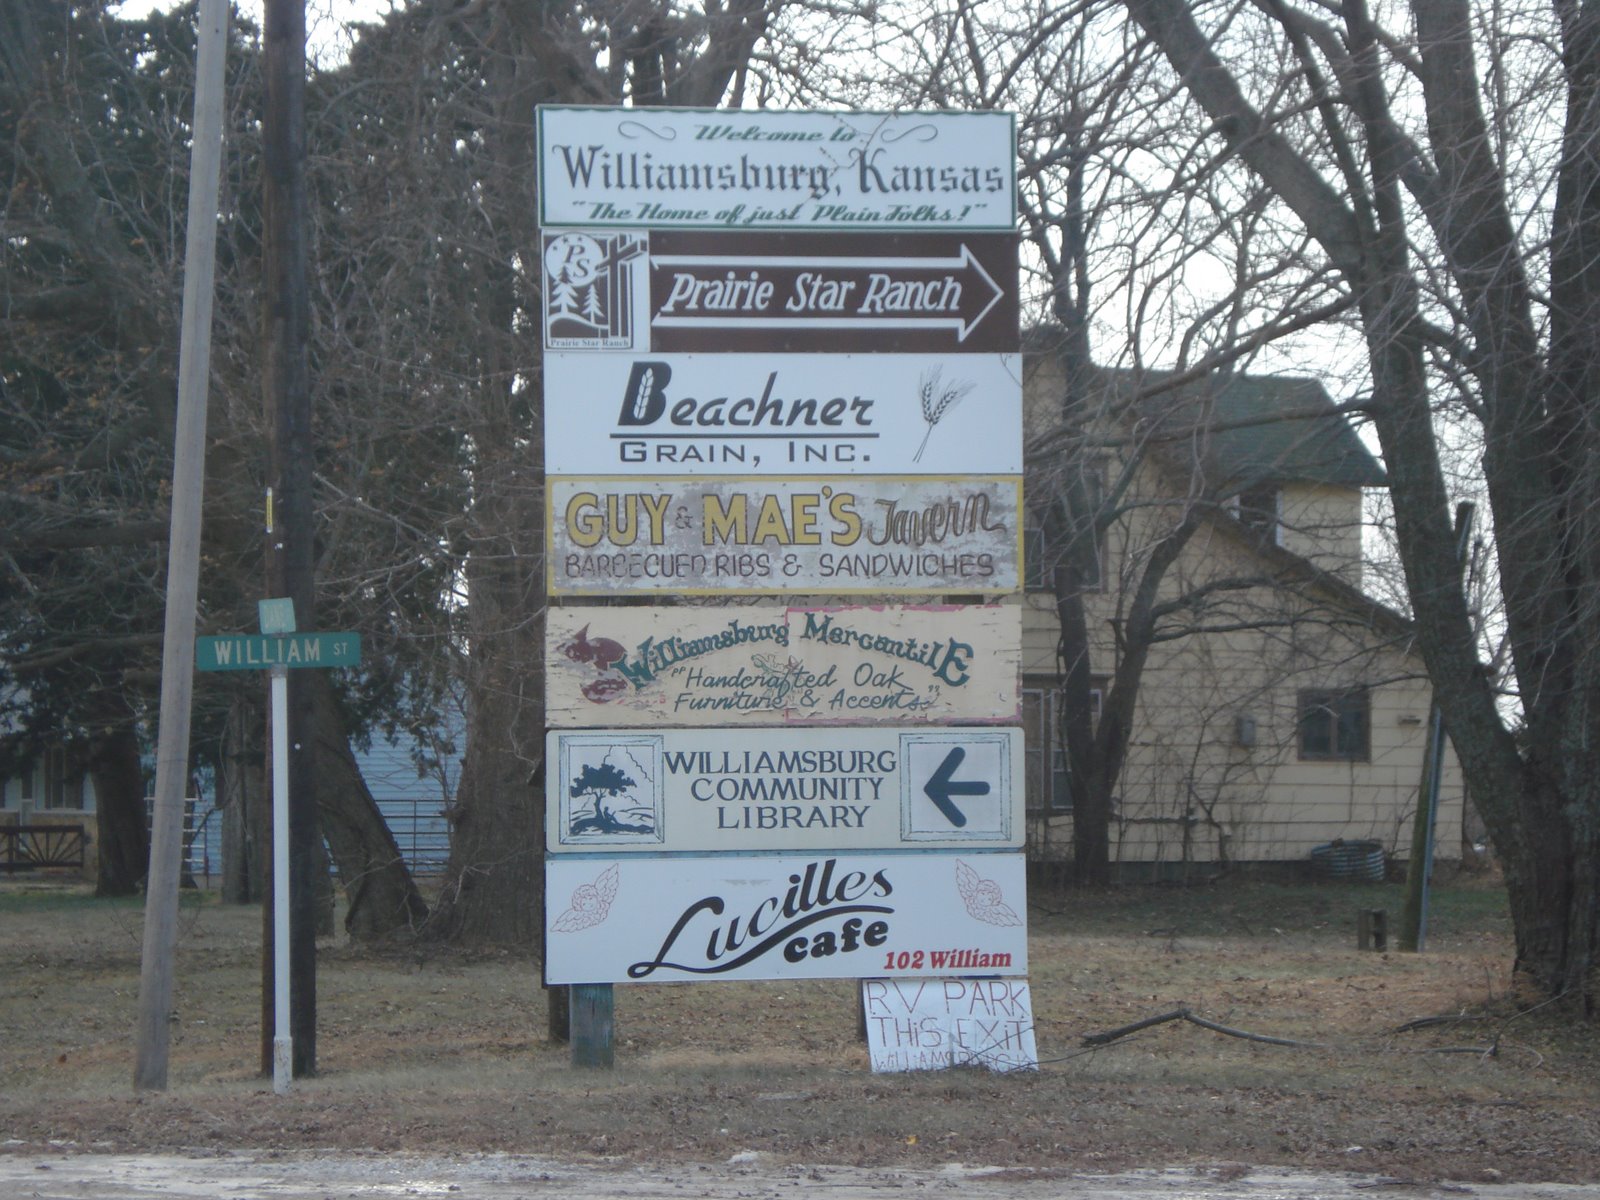 Welcome to
Williamsburg, Kansas
"The Home of just Plain Folks!"
PS
Prairie Star Ranch
Prairie Star Ranch
Beachner
GRAIN, INC.
GUY & MAE'S Tavern
BARBECUED RIBS & SANDWICHES
Williamsburg MercantilE
"Handcrafted Oak
Furniture & Accents"
WILLIAMSBURG
COMMUNITY
LIBRARY
Lucilles
cafe
102 William
RV PARK
THiS EXiT
WILLIAM ST